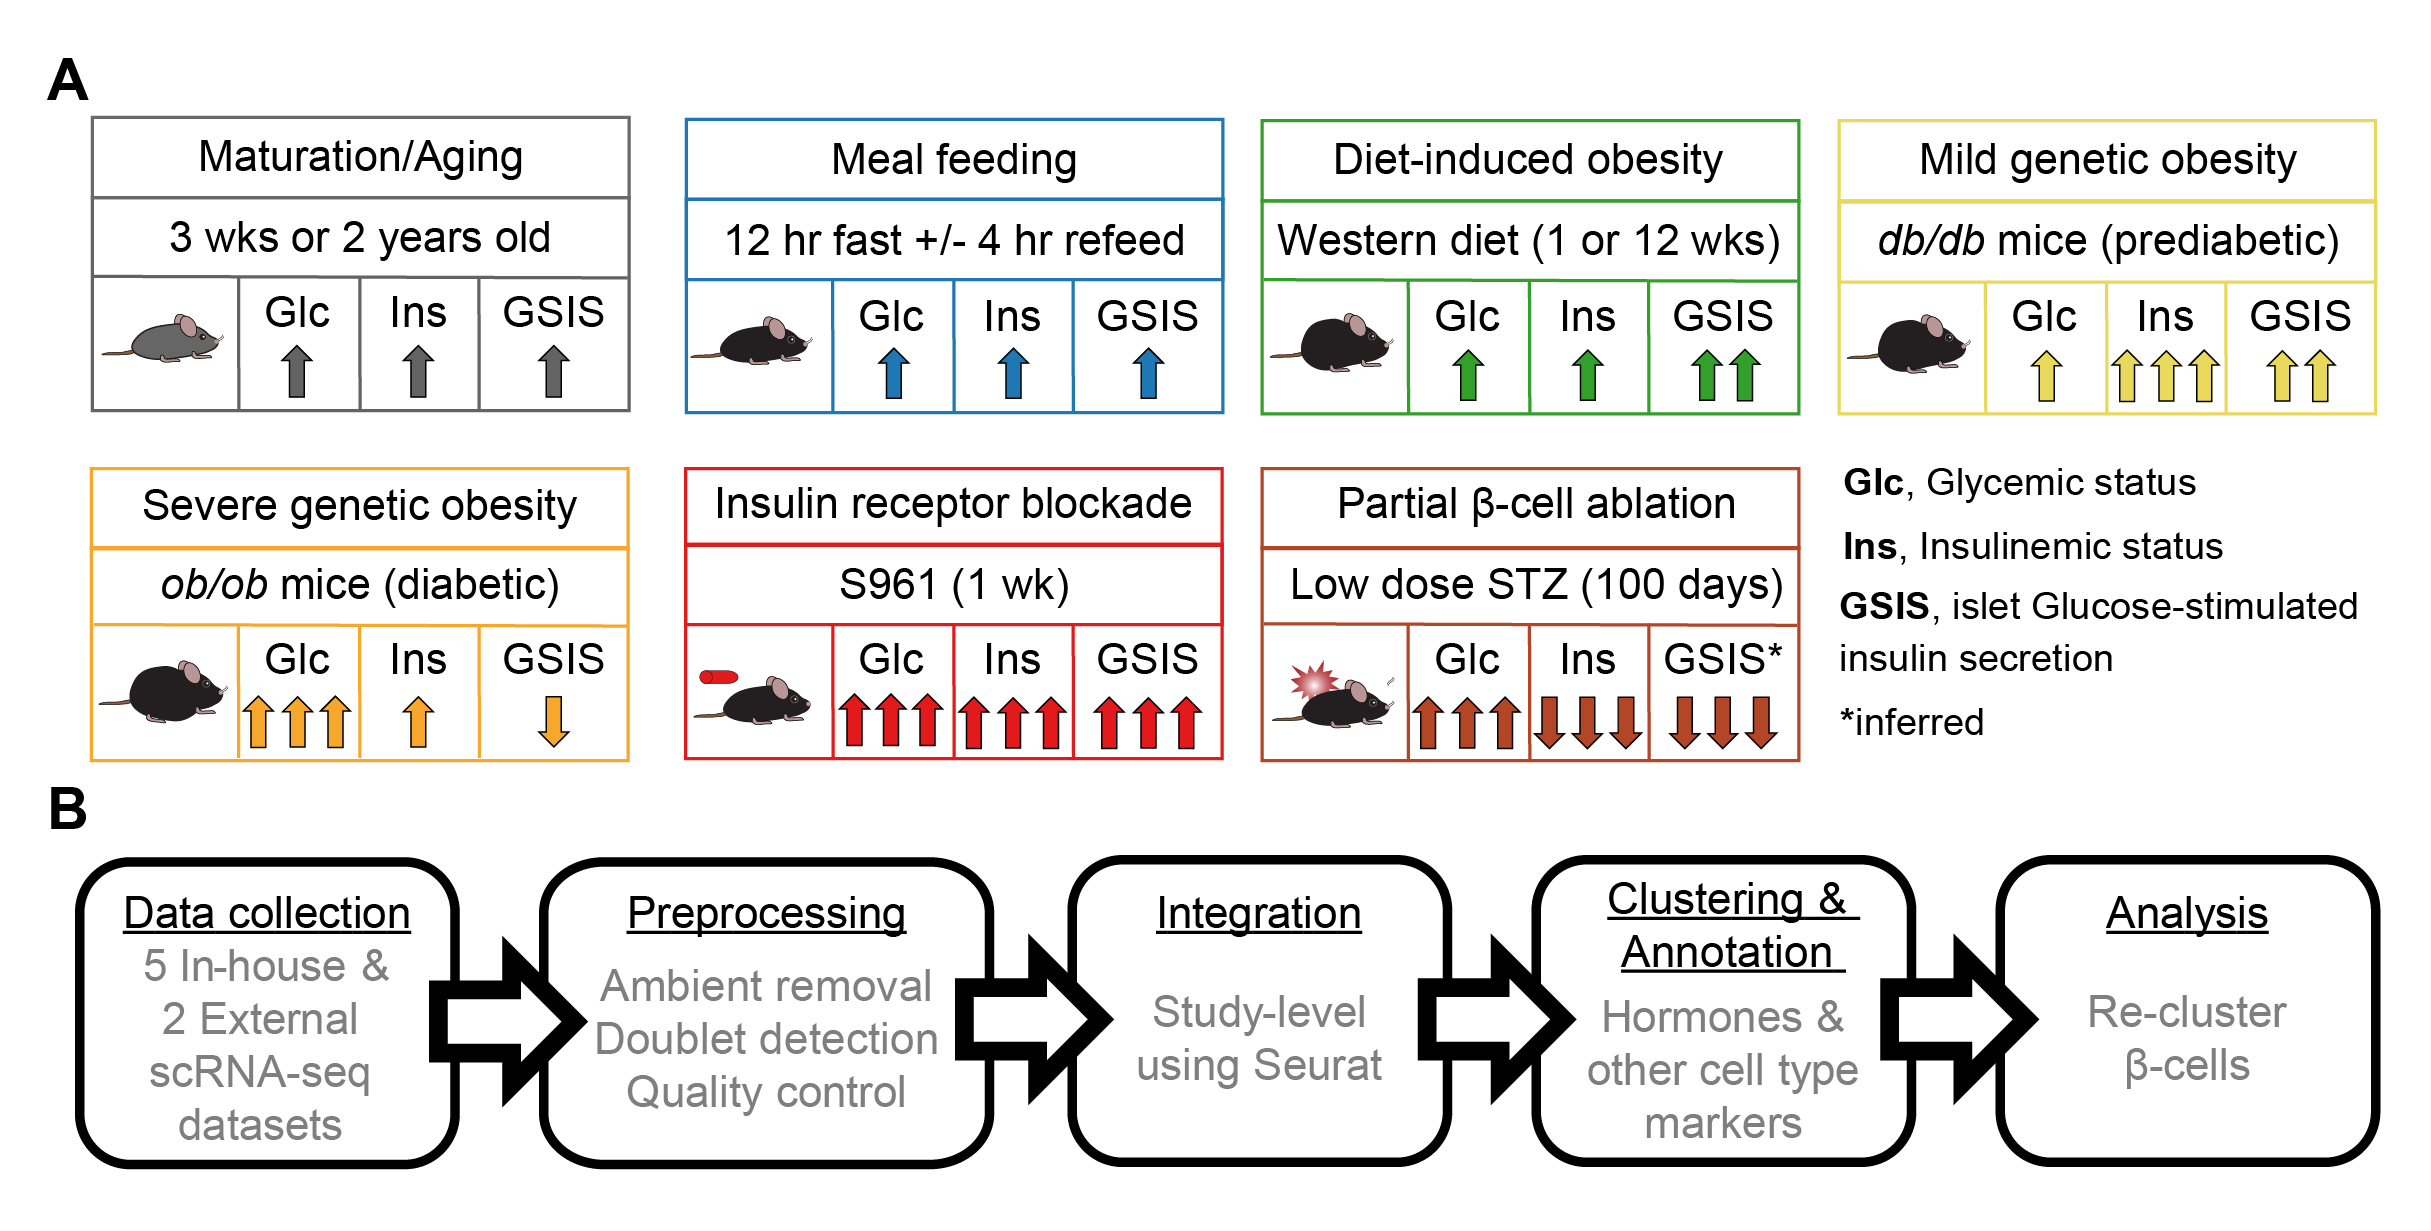 A
Maturation/Aging
3 wks or 2 years old
Glc Ins GSIS
Meal feeding
12 hr fast +/- 4 hr refeed
Glc Ins GSIS
Diet-induced obesity
Western diet (1 or 12 wks)
Glc Ins GSIS
Mild genetic obesity
db/db mice (prediabetic)
Glc Ins GSIS
Severe genetic obesity
ob/ob mice (diabetic)
Glc Ins GSIS
Insulin receptor blockade
S961 (1 wk)
Glc Ins GSIS
Partial β-cell ablation
Low dose STZ (100 days)
Glc Ins GSIS*
Glc, Glycemic status
Ins, Insulinemic status
GSIS, islet Glucose-stimulated
insulin secretion
*inferred
B
Data collection
5 In-house &
2 External
scRNA-seq
datasets
Preprocessing
Ambient removal
Doublet detection
Quality control
Integration
Study-level
using Seurat
Clustering &
Annotation
Hormones &
other cell type
markers
Analysis
Re-cluster
β-cells